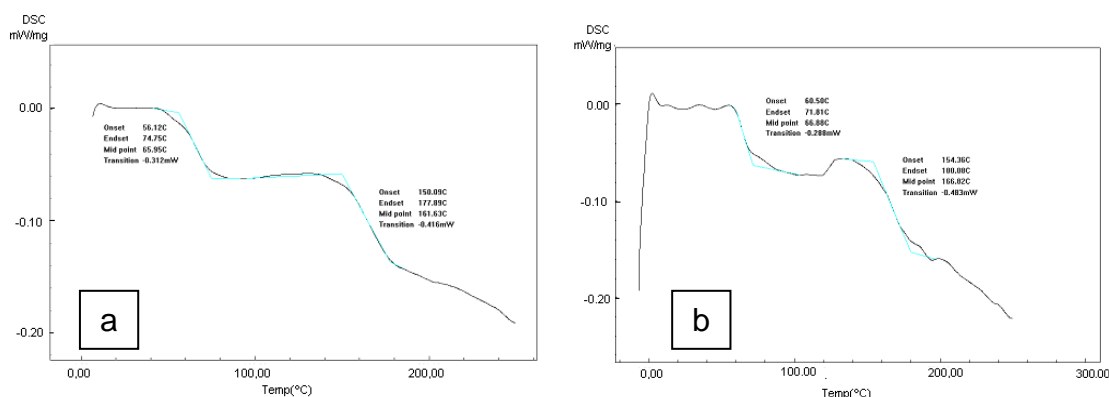 DSC
mW/mg
0.00
Onset 56.12C
Endset 74.75C
Mid point 65.95C
Transition -0.312mW
-0.10
Onset 150.09C
Endset 177.89C
Mid point 161.63C
Transition -0.416mW
-0.20
a
0,00
100,00
200,00
Temp(°C)
DSC
mW/mg
0.00
Onset 60.50C
Endset 71.81C
Mid point 66.88C
Transition -0.288mW
-0.10
Onset 154.36C
Endset 180.08C
Mid point 166.82C
Transition -0.483mW
-0.20
b
0,00
100.00
200,00
300.00
Temp(°C)